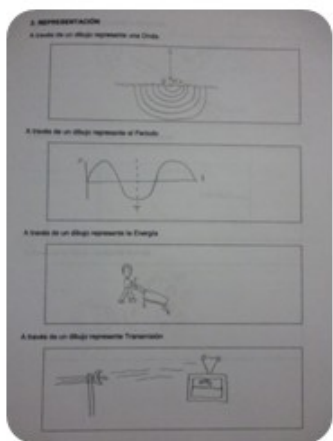 2. REPRESENTACIÓN
A través de un dibujo represente una Onda
A través de un dibujo represente el Periodo
A través de un dibujo represente la Energía
A través de un dibujo represente Transmisión